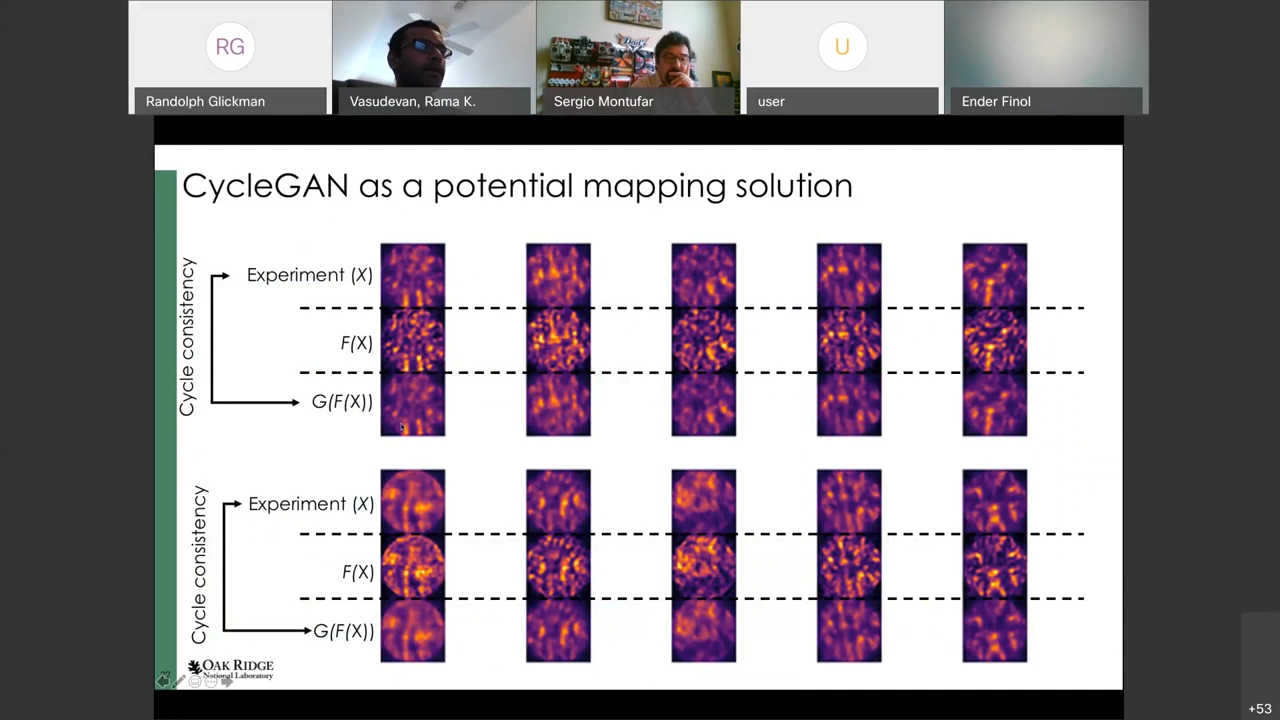 RG
Randolph Glickman
Vasudevan, Rama K.
Sergio Montufar
U
user
Ender Finol
CycleGAN as a potential mapping solution
Cycle consistency
Experiment (X)
F(X)
G(F(X))
Cycle consistency
Experiment (X)
F(X)
G(F(X))
OAK RIDGE
National Laboratory
+53